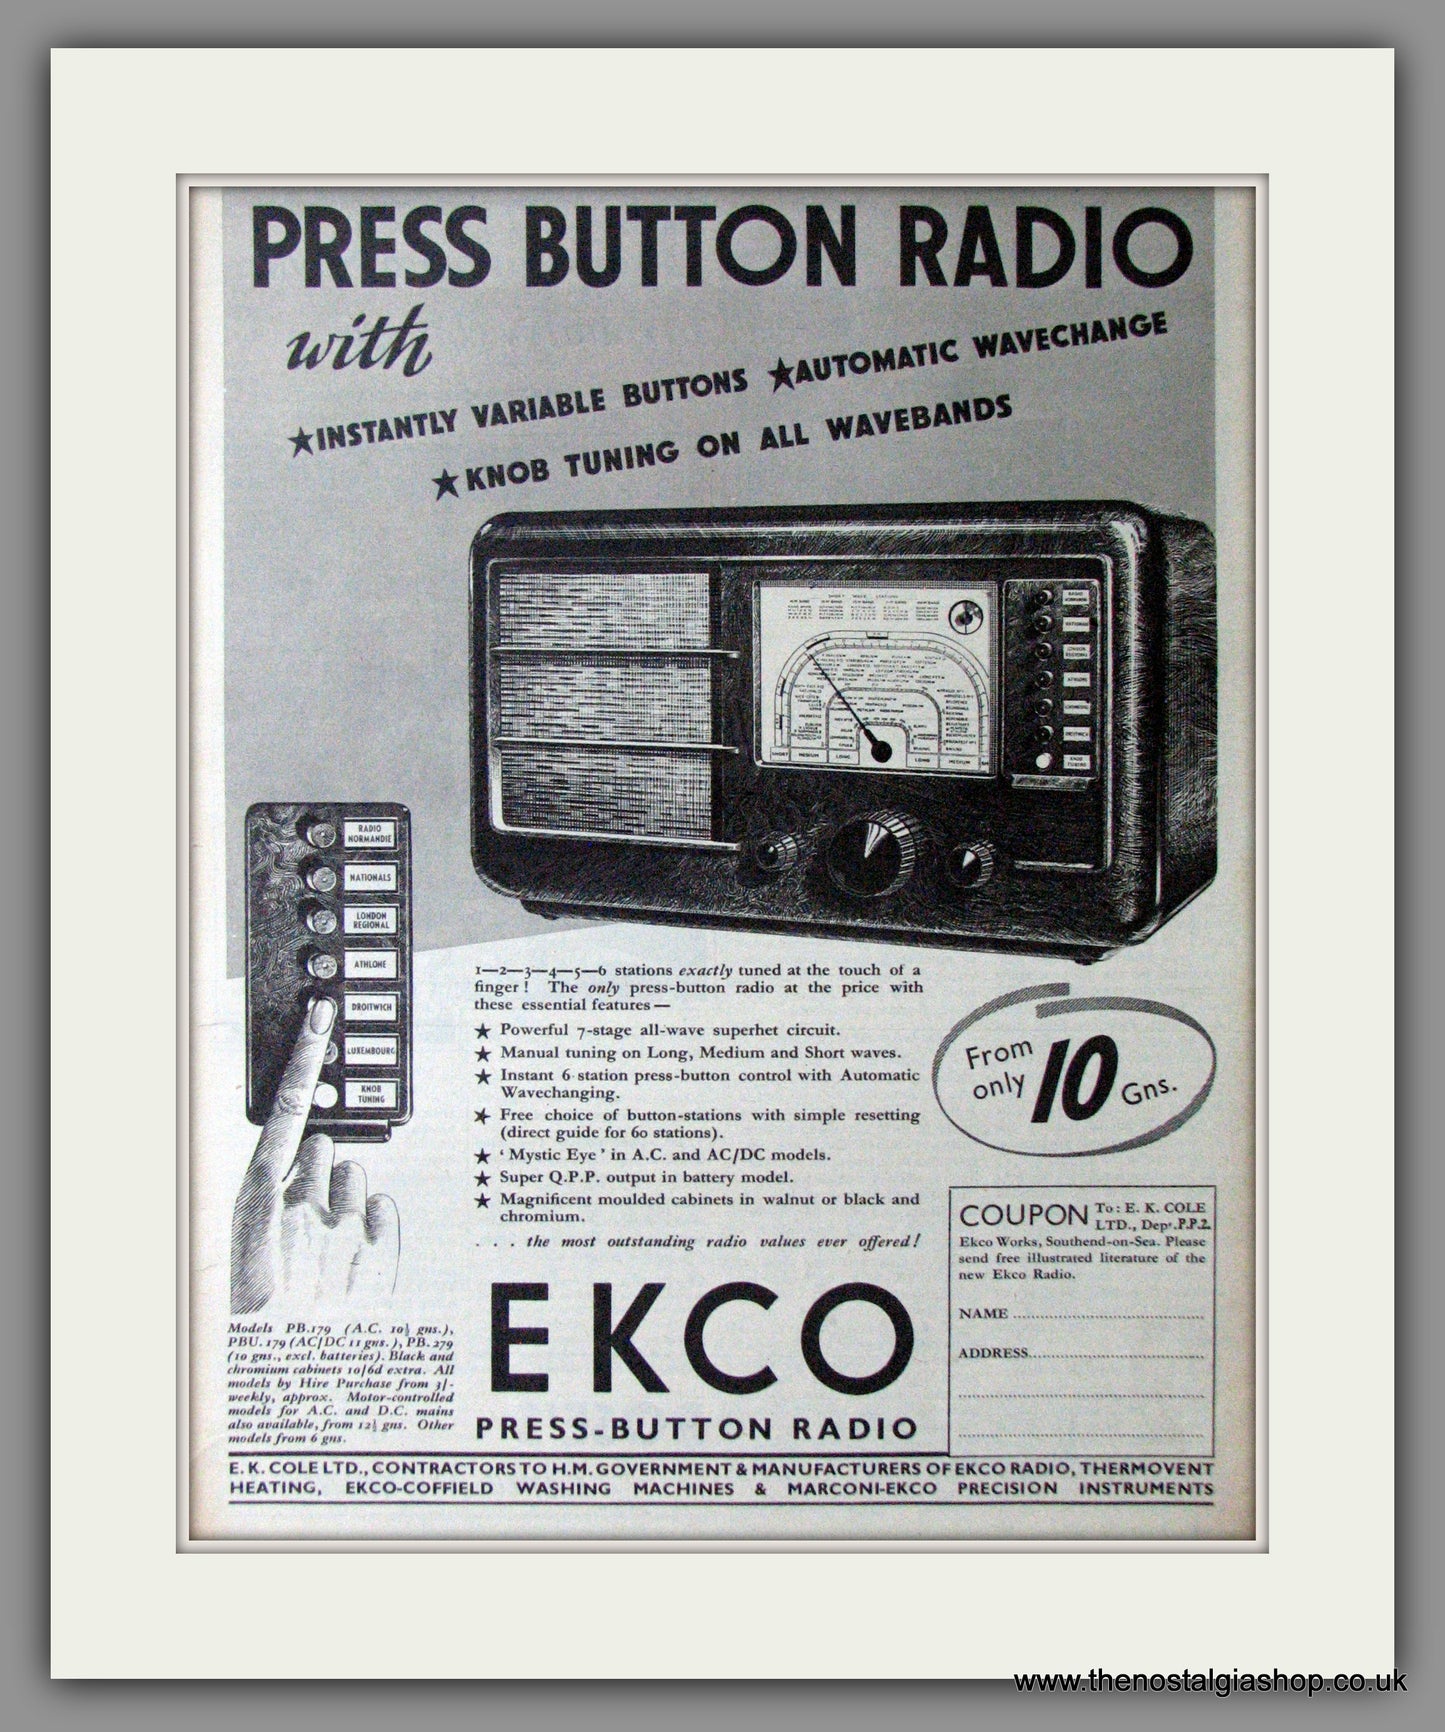 PRESS BUTTON RADIO
with
★INSTANTLY VARIABLE BUTTONS ★AUTOMATIC WAVECHANGE
★KNOB TUNING ON ALL WAVEBANDS
RADIO
NORMANDIE
NATIONALS
LONDON
REGIONAL
ATHLONE
DROITWICH
LUXEMBOURG
KNOB
TUNING
SHORT MEDIUM LONG LONG MEDIUM
1—2—3—4—5—6 stations exactly tuned at the touch of a
finger! The only press-button radio at the price with
these essential features—
★ Powerful 7-stage all-wave superhet circuit.
★ Manual tuning on Long, Medium and Short waves.
★ Instant 6-station press-button control with Automatic
Wavechanging.
★ Free choice of button-stations with simple resetting
(direct guide for 60 stations).
★ ‘Mystic Eye’ in A.C. and AC/DC models.
★ Super Q.P.P. output in battery model.
★ Magnificent moulded cabinets in walnut or black and
chromium.
. . . the most outstanding radio values ever offered!
From
only 10 Gns.
EKCO
PRESS-BUTTON RADIO
Models PB.179 (A.C. 10½ gns.),
PBU.179 (AC/DC 11 gns.), PB.279
(10 gns., excl. batteries). Black and
chromium cabinets 10/6d extra. All
models by Hire Purchase from 3/-
weekly, approx. Motor-controlled
models for A.C. and D.C. mains
also available, from 12½ gns. Other
models from 6 gns.
COUPON To: E. K. COLE
LTD., Dept. P.P.2.
Ekco Works, Southend-on-Sea. Please
send free illustrated literature of the
new Ekco Radio.
NAME
ADDRESS
E. K. COLE LTD., CONTRACTORS TO H.M. GOVERNMENT & MANUFACTURERS OF EKCO RADIO, THERMOVENT
HEATING, EKCO-COFFIELD WASHING MACHINES & MARCONI-EKCO PRECISION INSTRUMENTS
www.thenostalgiashop.co.uk